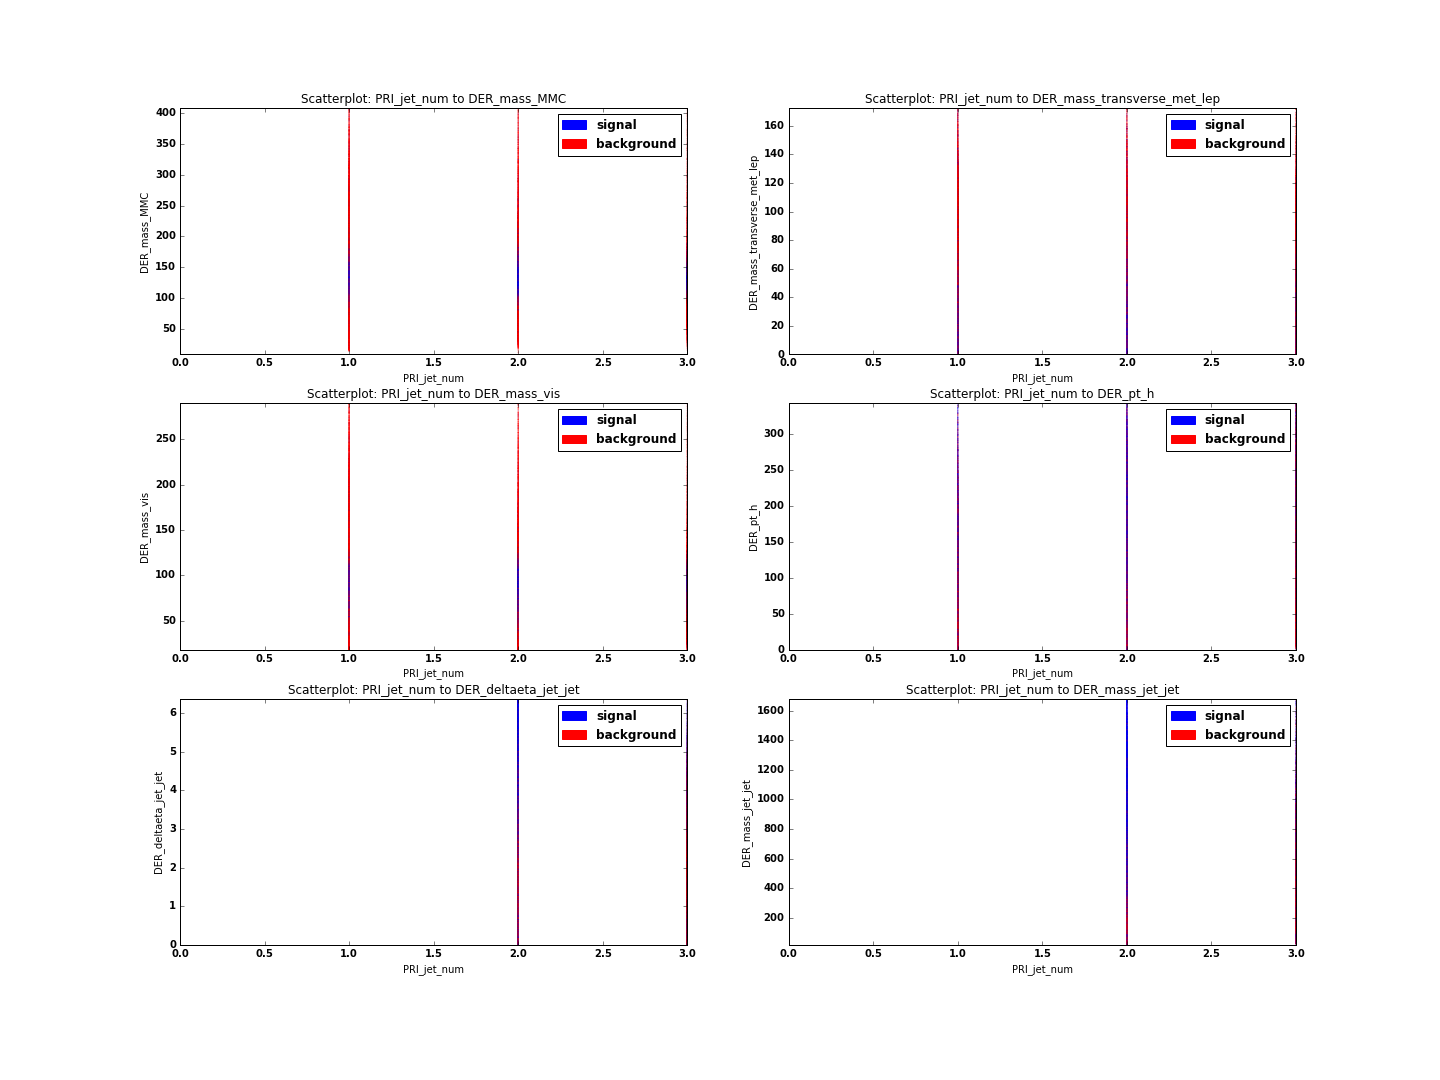 Scatterplot: PRI_jet_num to DER_mass_MMC
400
350
300
250
200
150
100
50
DER_mass_MMC
signal
background
0.0 0.5 1.0 1.5 2.0 2.5 3.0
PRI_jet_num
Scatterplot: PRI_jet_num to DER_mass_transverse_met_lep
160
140
120
100
80
60
40
20
0
DER_mass_transverse_met_lep
signal
background
0.0 0.5 1.0 1.5 2.0 2.5 3.0
PRI_jet_num
Scatterplot: PRI_jet_num to DER_mass_vis
250
200
150
100
50
DER_mass_vis
signal
background
0.0 0.5 1.0 1.5 2.0 2.5 3.0
PRI_jet_num
Scatterplot: PRI_jet_num to DER_pt_h
300
250
200
150
100
50
0
DER_pt_h
signal
background
0.0 0.5 1.0 1.5 2.0 2.5 3.0
PRI_jet_num
Scatterplot: PRI_jet_num to DER_deltaeta_jet_jet
6
5
4
3
2
1
0
DER_deltaeta_jet_jet
signal
background
0.0 0.5 1.0 1.5 2.0 2.5 3.0
PRI_jet_num
Scatterplot: PRI_jet_num to DER_mass_jet_jet
1600
1400
1200
1000
800
600
400
200
DER_mass_jet_jet
signal
background
0.0 0.5 1.0 1.5 2.0 2.5 3.0
PRI_jet_num